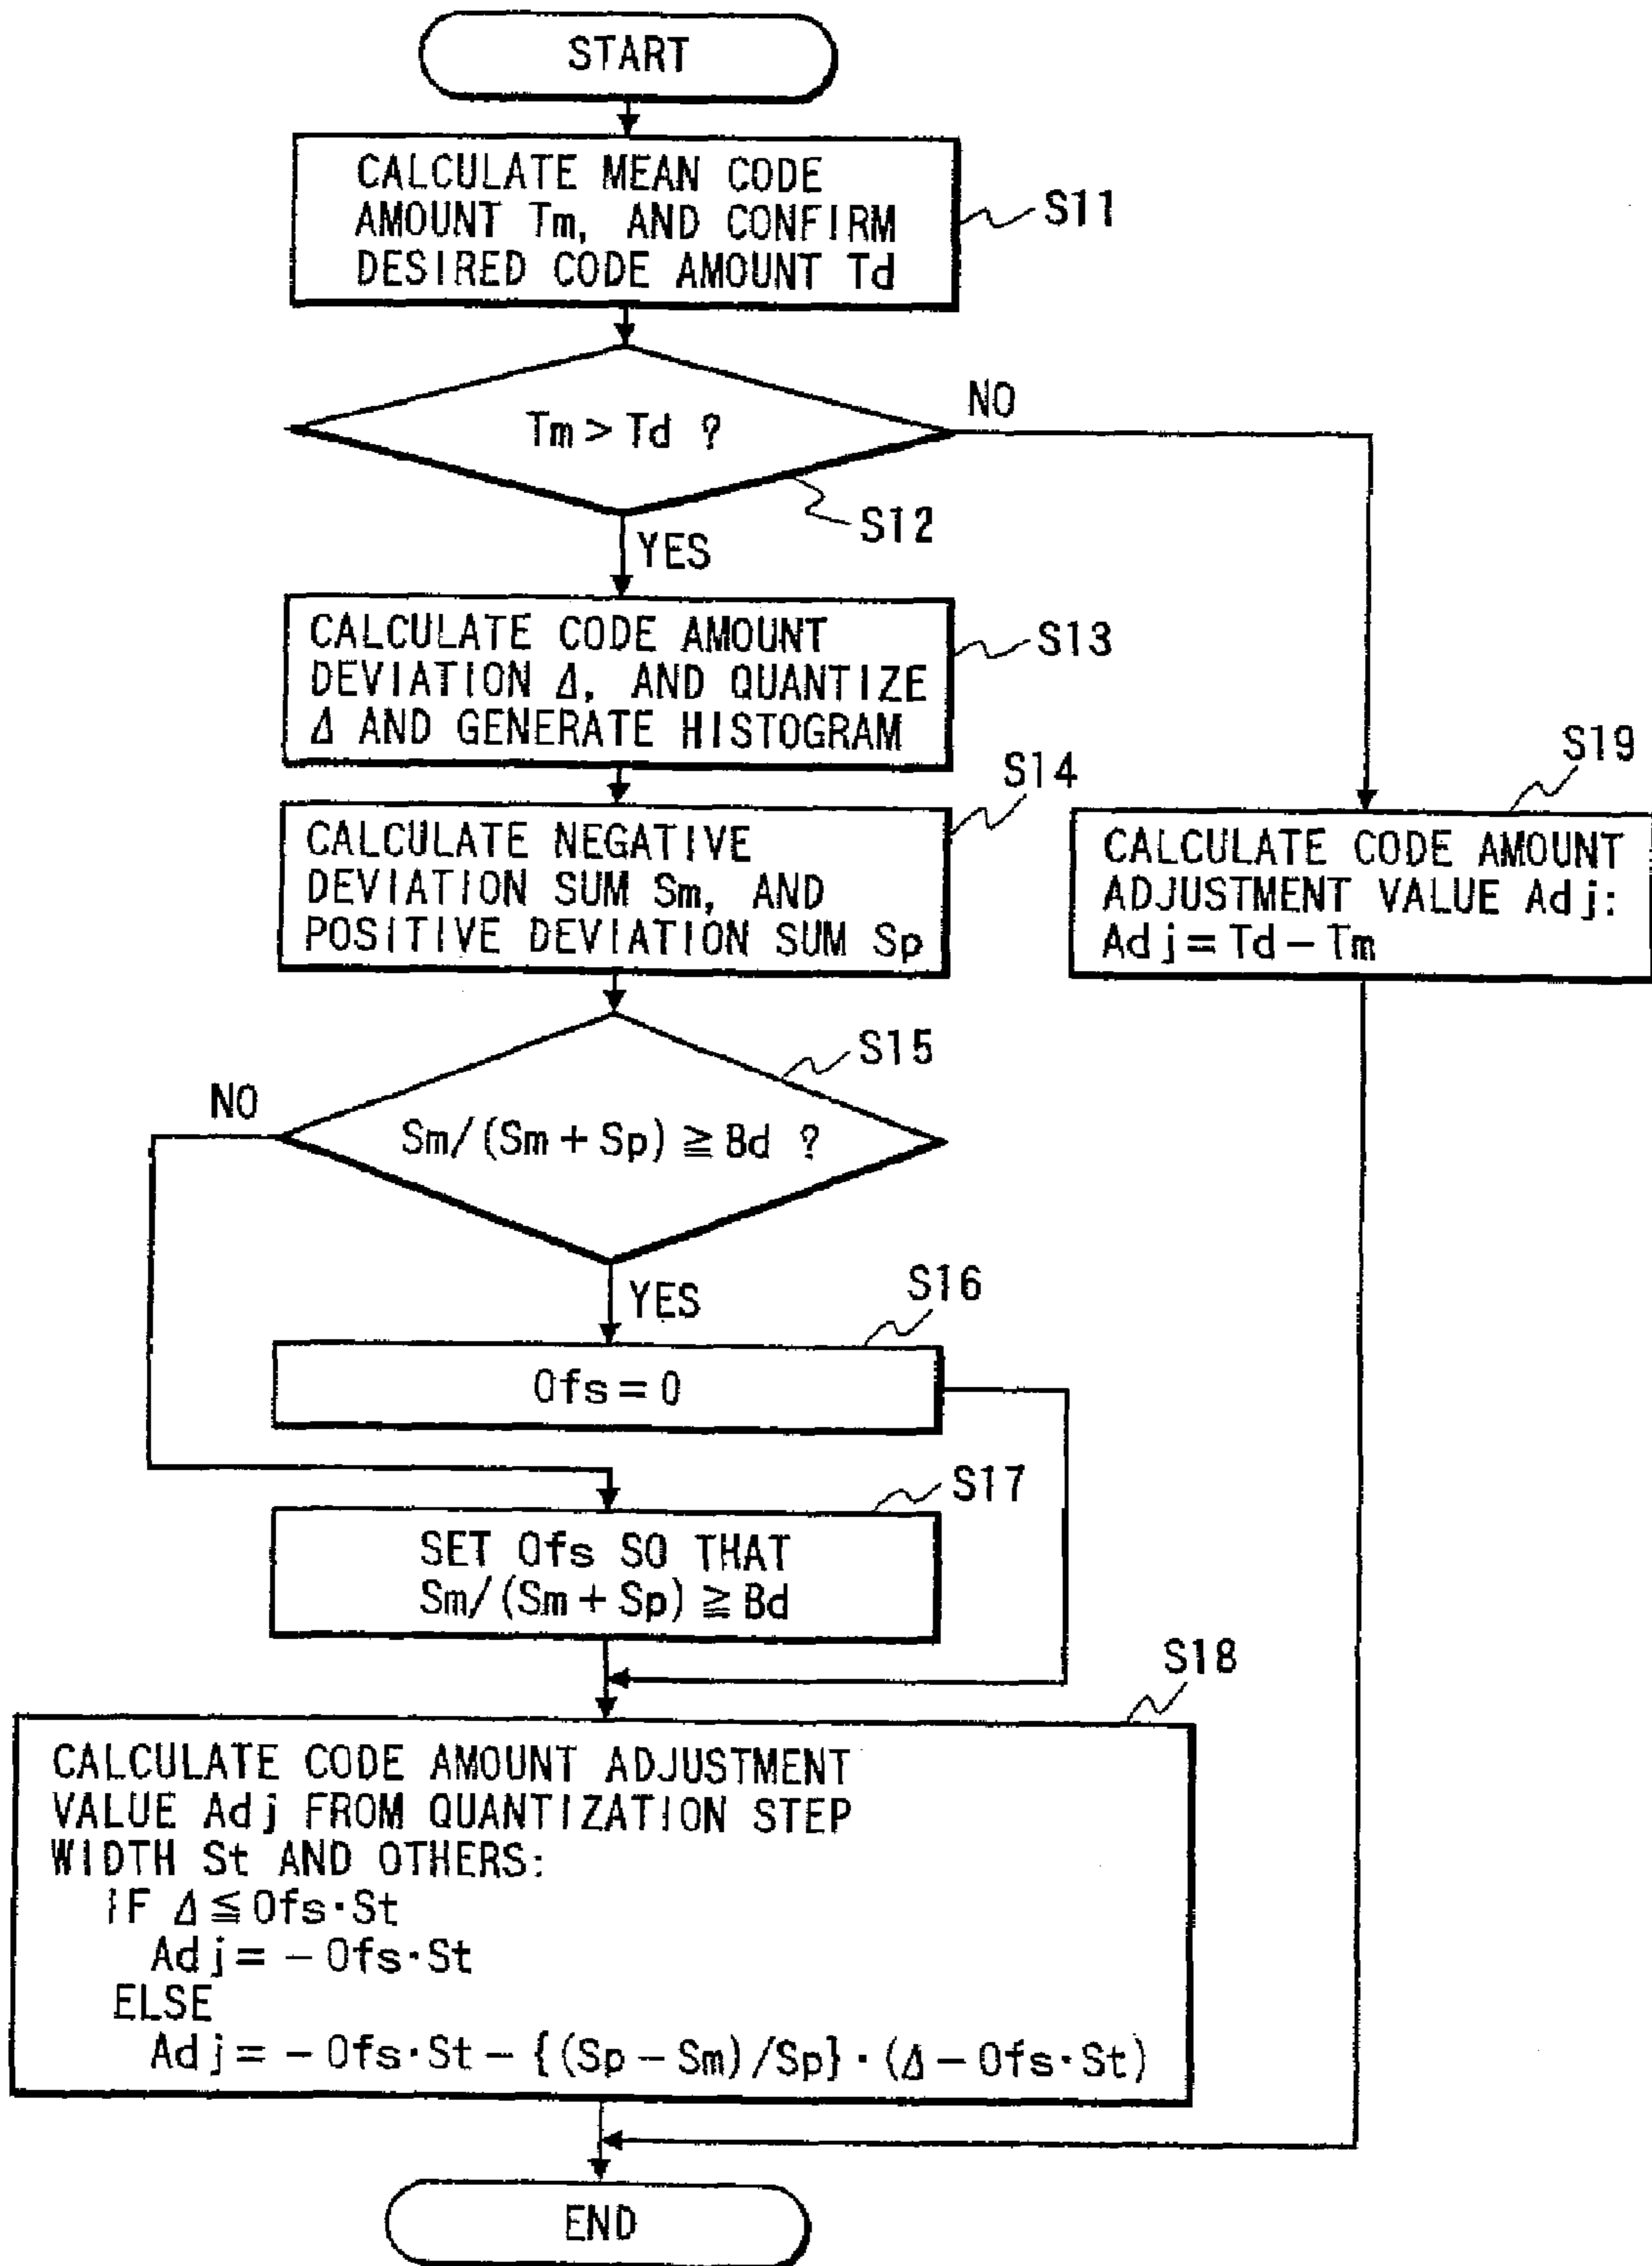 START
CALCULATE MEAN CODE
AMOUNT Tm, AND CONFIRM
DESIRED CODE AMOUNT Td
S11
Tm > Td ?
NO
S12
YES
CALCULATE CODE AMOUNT
DEVIATION Δ, AND QUANTIZE
Δ AND GENERATE HISTOGRAM
S13
S14
CALCULATE NEGATIVE
DEVIATION SUM Sm, AND
POSITIVE DEVIATION SUM Sp
S19
CALCULATE CODE AMOUNT
ADJUSTMENT VALUE Adj:
Adj = Td - Tm
S15
NO
Sm/(Sm + Sp) ≧ Bd ?
YES
S16
Ofs = 0
S17
SET Ofs SO THAT
Sm/(Sm + Sp) ≧ Bd
S18
CALCULATE CODE AMOUNT ADJUSTMENT
VALUE Adj FROM QUANTIZATION STEP
WIDTH St AND OTHERS:
IF Δ ≦ Ofs·St
Adj = - Ofs·St
ELSE
Adj = - Ofs·St - {(Sp - Sm)/Sp} · (Δ - Ofs·St)
END